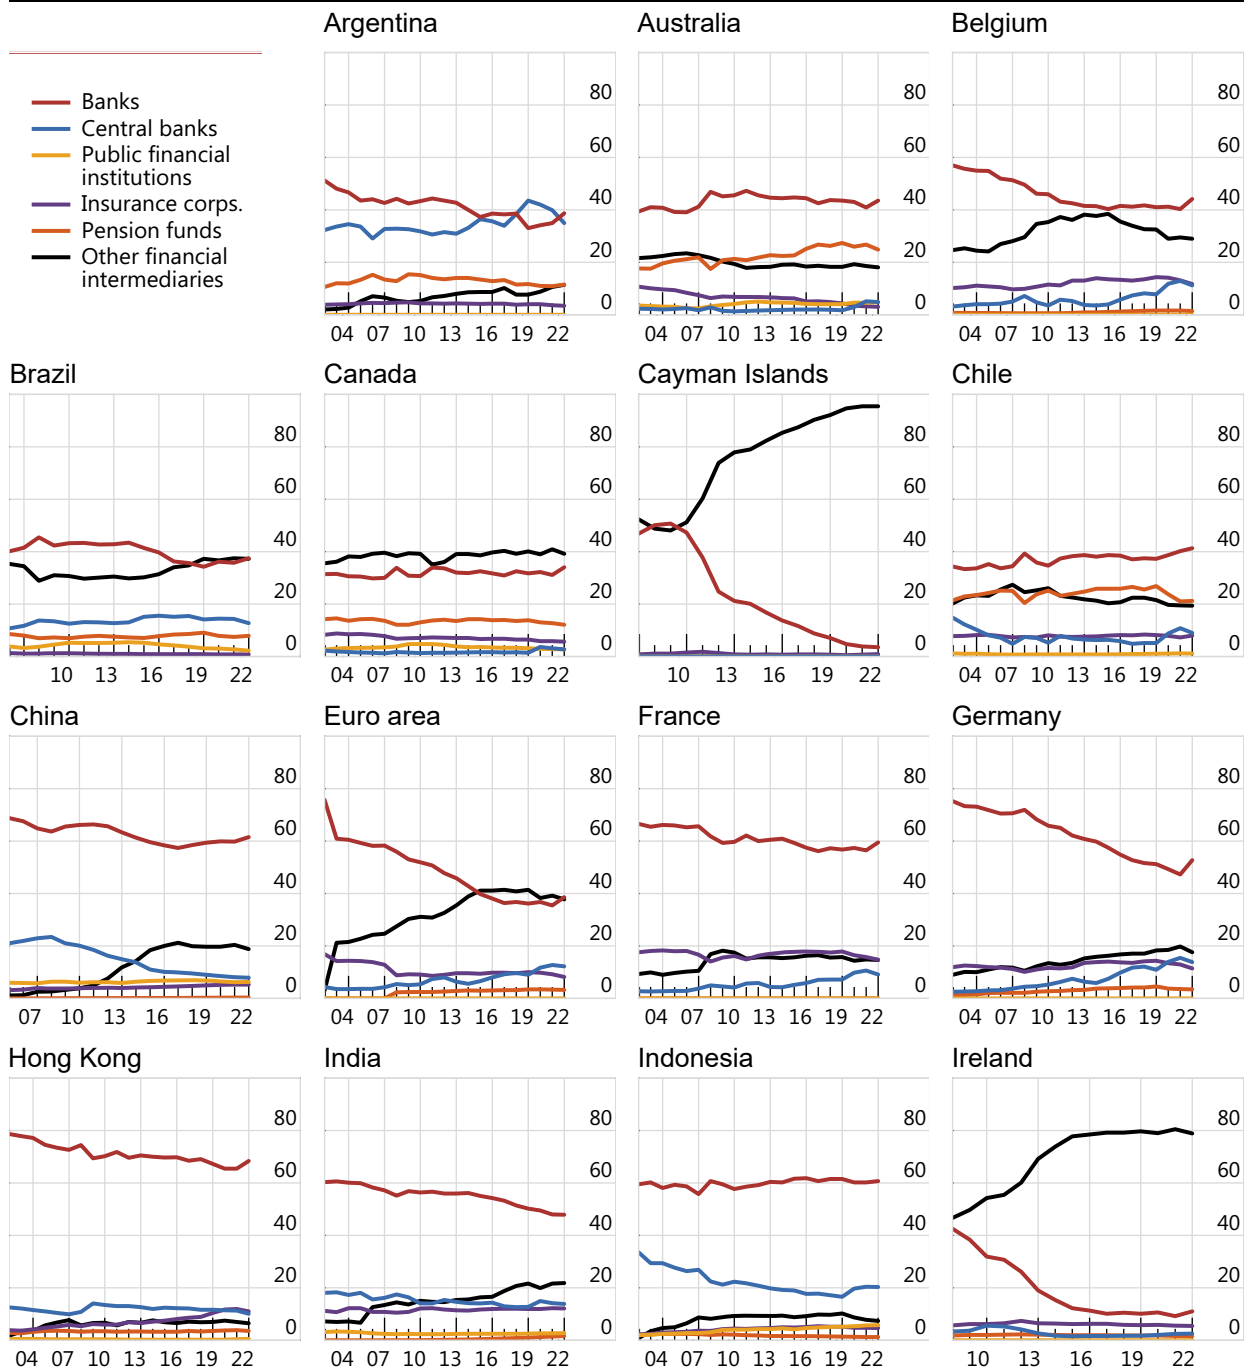 Argentina
Australia
Belgium
Banks
Central banks
Public financial
institutions
Insurance corps.
Pension funds
Other financial
intermediaries
80
60
40
20
0
04 07 10 13 16 19 22
80
60
40
20
0
04 07 10 13 16 19 22
80
60
40
20
0
04 07 10 13 16 19 22
Brazil
Canada
Cayman Islands
Chile
80
60
40
20
0
10 13 16 19 22
80
60
40
20
0
04 07 10 13 16 19 22
80
60
40
20
0
10 13 16 19 22
80
60
40
20
0
04 07 10 13 16 19 22
China
Euro area
France
Germany
80
60
40
20
0
07 10 13 16 19 22
80
60
40
20
0
04 07 10 13 16 19 22
80
60
40
20
0
04 07 10 13 16 19 22
80
60
40
20
0
04 07 10 13 16 19 22
Hong Kong
India
Indonesia
Ireland
80
60
40
20
0
04 07 10 13 16 19 22
80
60
40
20
0
04 07 10 13 16 19 22
80
60
40
20
0
04 07 10 13 16 19 22
80
60
40
20
0
10 13 16 19 22